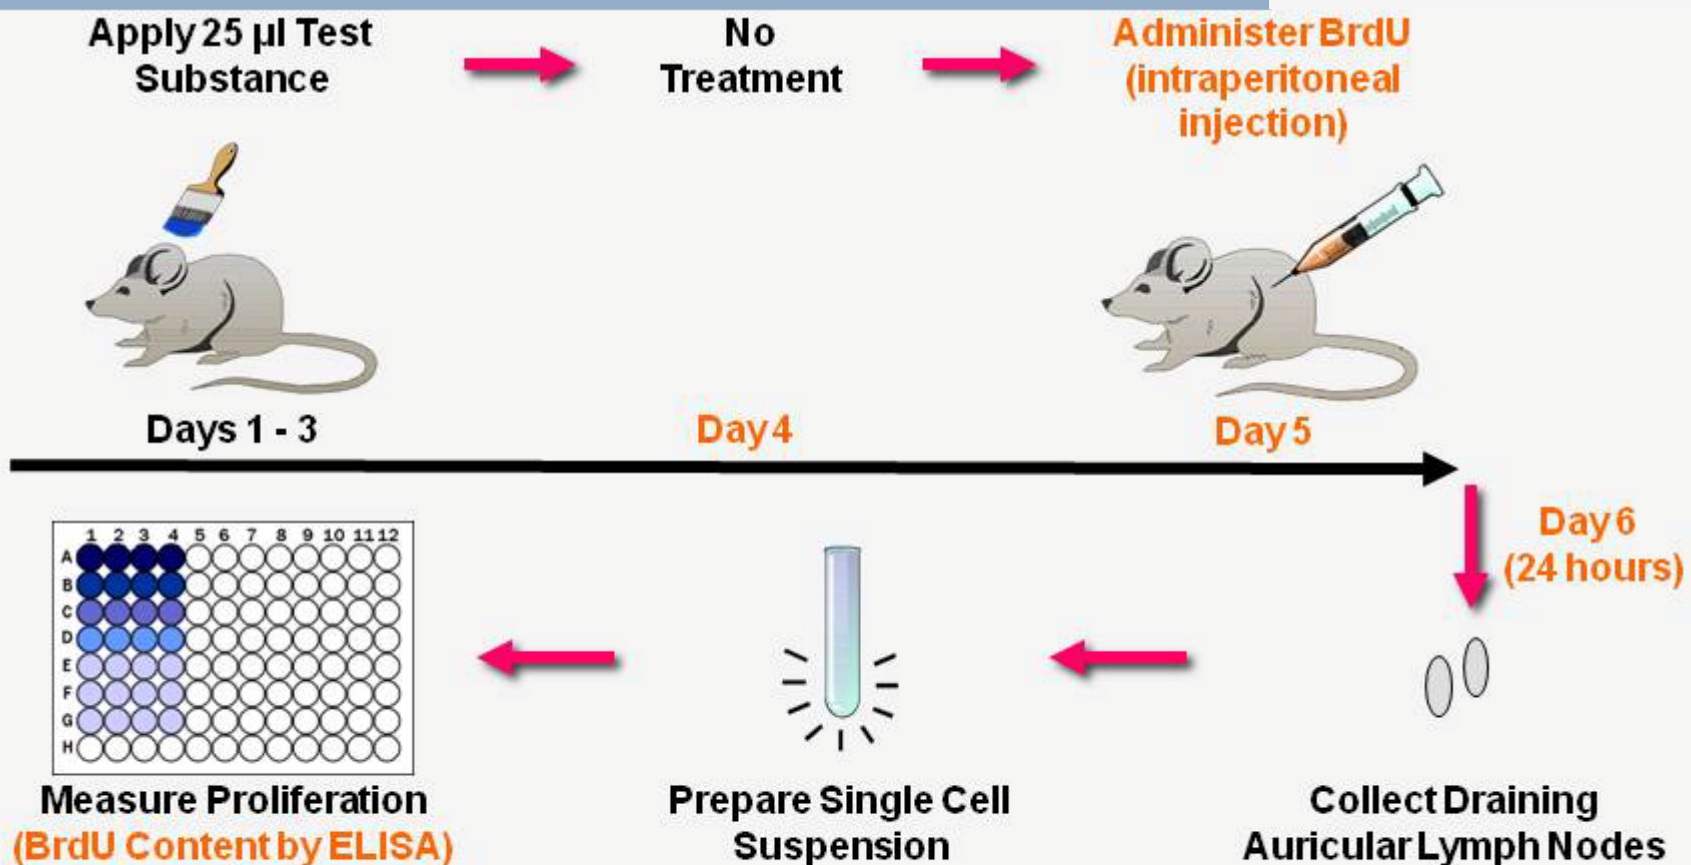 Apply 25 µl Test
Substance
No
Treatment
Administer BrdU
(intraperitoneal
injection)
Days 1 - 3
Day 4
Day 5
Day 6
(24 hours)
1 2 3 4 5 6 7 8 9 10 11 12
A
B
C
D
E
F
G
H
Measure Proliferation
(BrdU Content by ELISA)
Prepare Single Cell
Suspension
Collect Draining
Auricular Lymph Nodes